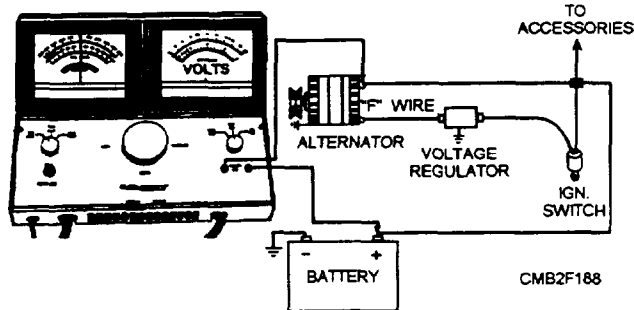 TO
ACCESSORIES
VOLTS
"F" WIRE
ALTERNATOR
VOLTAGE
REGULATOR
IGN.
SWITCH
- +
BATTERY
CMB2F188